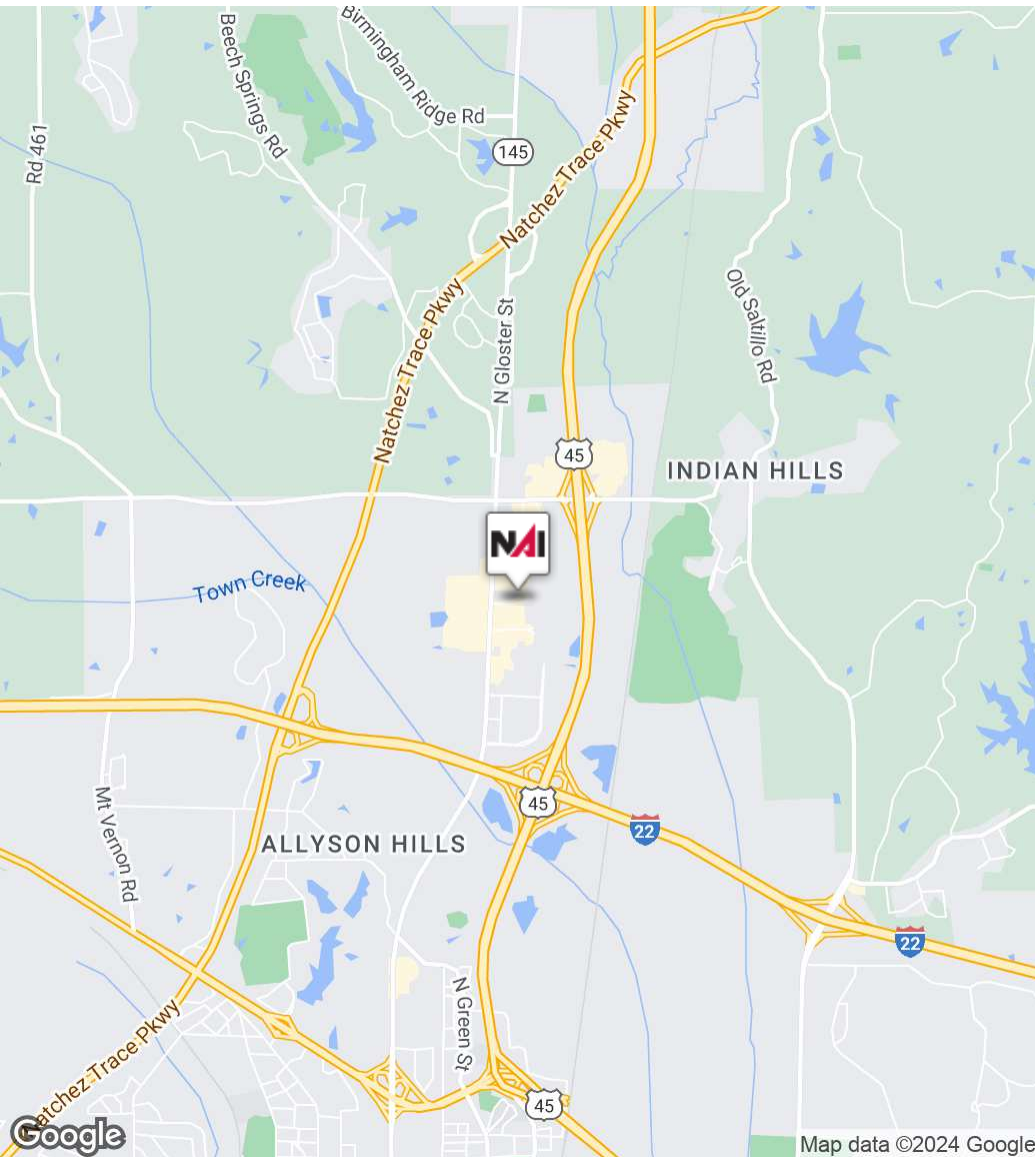 Birmingham Ridge Rd
Beech Springs Rd
Rd 461
145
Natchez Trace Pkwy
Old Saltillo Rd
Natchez Trace Pkwy
N Gloster St
45
INDIAN HILLS
NAI
Town Creek
45
22
Mt Vernon Rd
ALLYSON HILLS
22
N Green St
Natchez Trace Pkwy
45
Google
Map data ©2024 Google